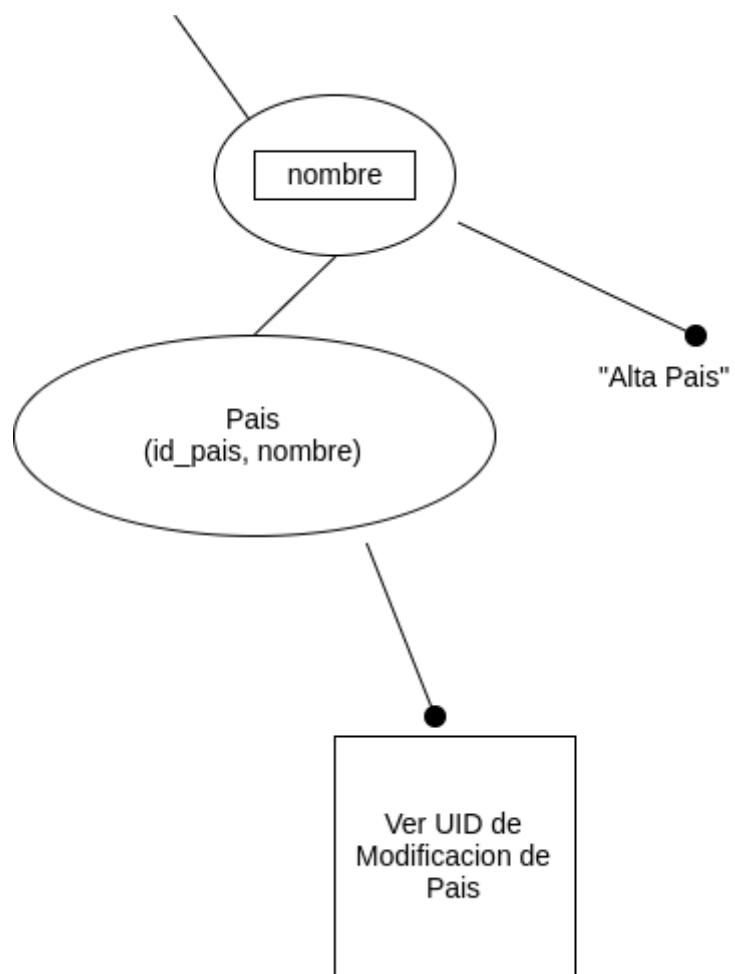 nombre
"Alta Pais"
Pais
(id_pais, nombre)
Ver UID de
Modificacion de
Pais